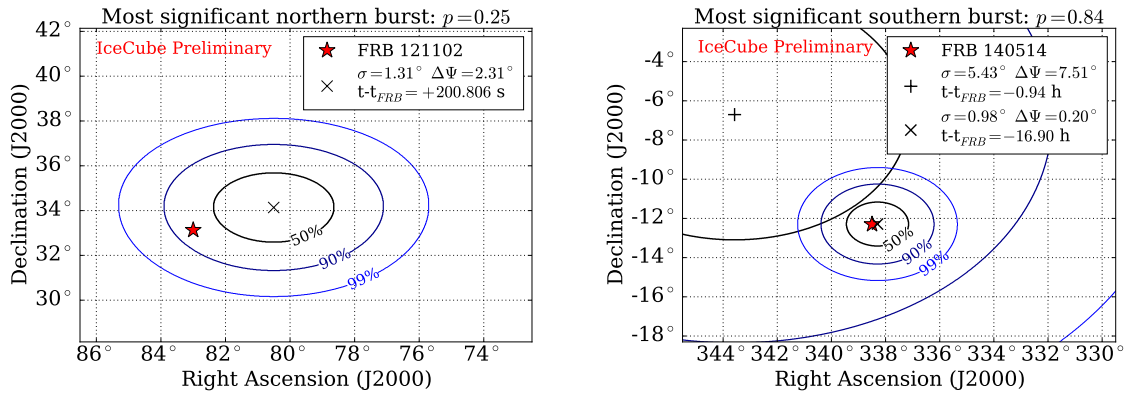 Most significant northern burst: p=0.25
IceCube Preliminary
FRB 121102
σ=1.31° ΔΨ=2.31°
t-tFRB=+200.806 s
42°
40°
38°
36°
34°
32°
30°
Declination (J2000)
50%
90%
99%
86° 84° 82° 80° 78° 76° 74°
Right Ascension (J2000)
Most significant southern burst: p=0.84
IceCube Preliminary
FRB 140514
σ=5.43° ΔΨ=7.51°
t-tFRB=−0.94 h
σ=0.98° ΔΨ=0.20°
t-tFRB=−16.90 h
-4°
-6°
-8°
-10°
-12°
-14°
-16°
-18°
Declination (J2000)
50%
90%
99%
344° 342° 340° 338° 336° 334° 332° 330°
Right Ascension (J2000)